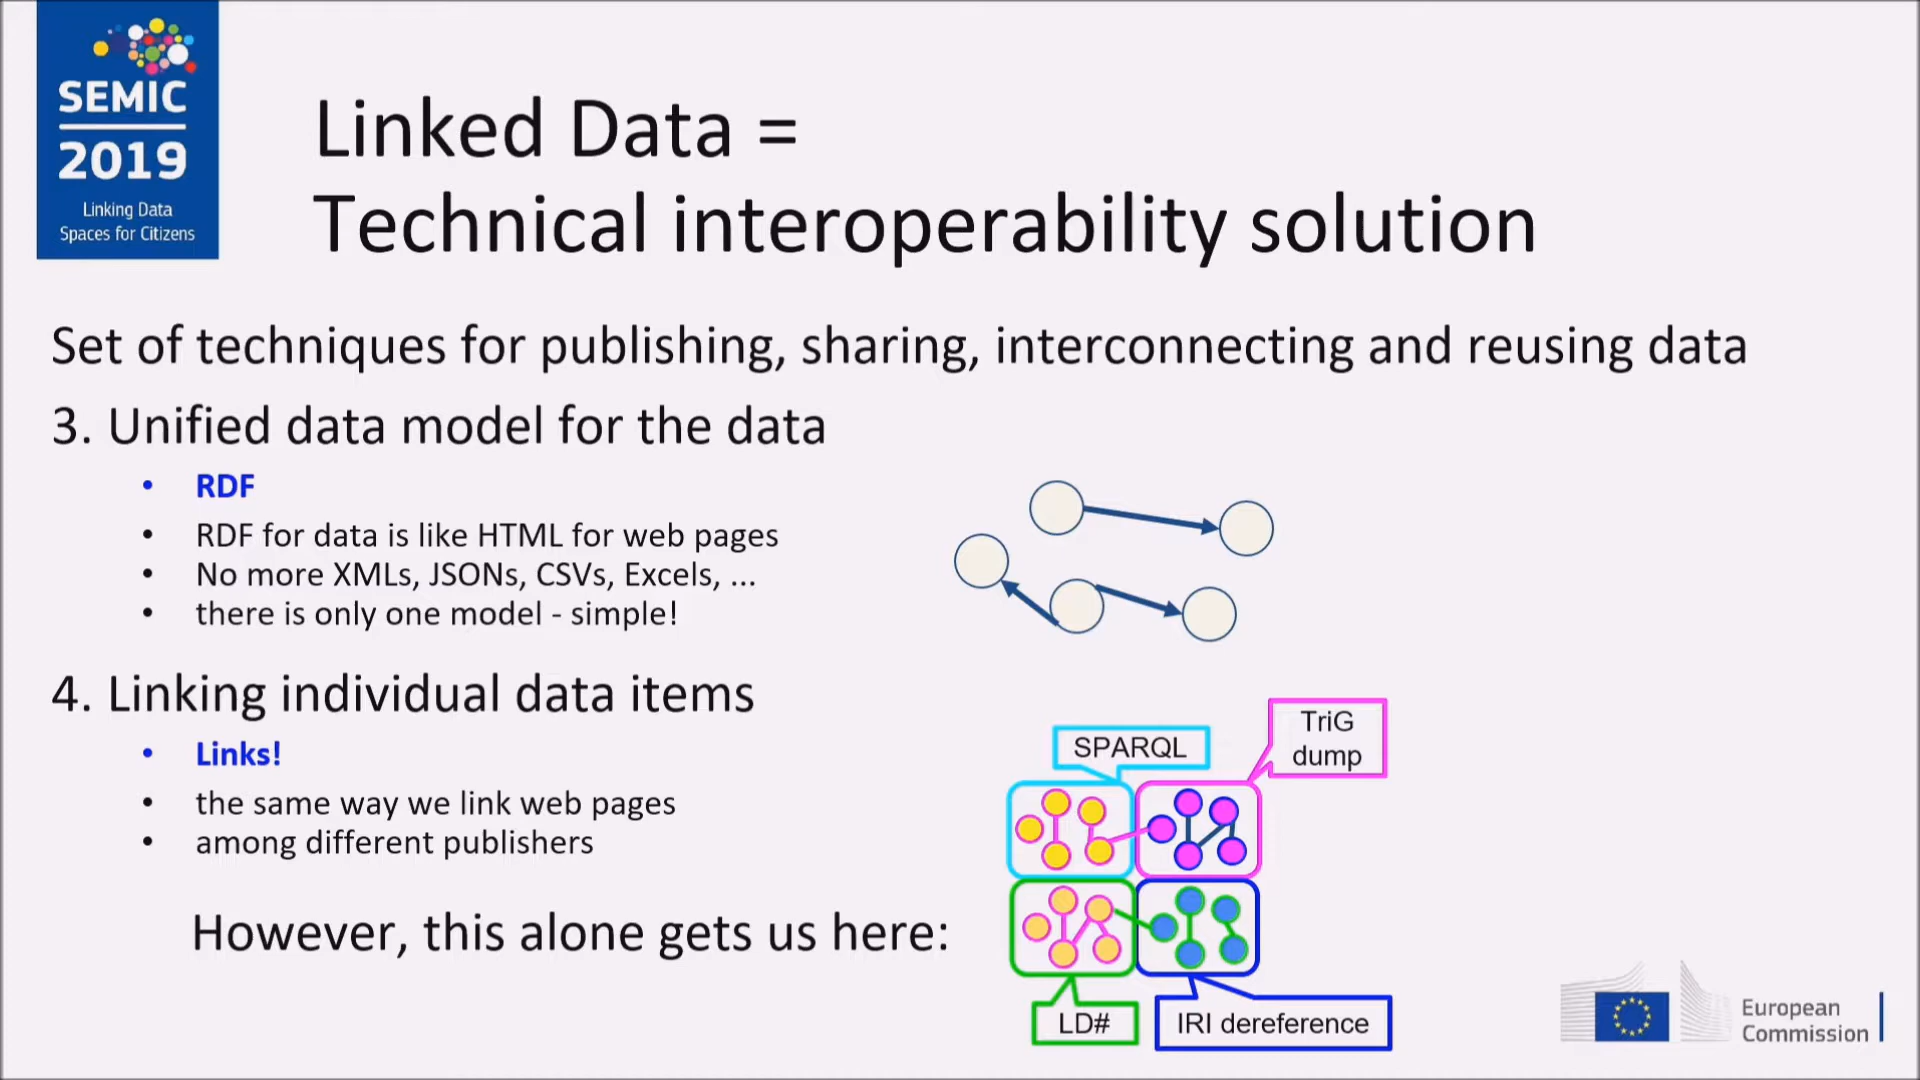 SEMIC
2019
Linking Data
Spaces for Citizens
Linked Data =
Technical interoperability solution
Set of techniques for publishing, sharing, interconnecting and reusing data
3. Unified data model for the data
• RDF
• RDF for data is like HTML for web pages
• No more XMLs, JSONs, CSVs, Excels, ...
• there is only one model - simple!
4. Linking individual data items
• Links!
• the same way we link web pages
• among different publishers
However, this alone gets us here:
SPARQL
TriG
dump
LD#
IRI dereference
European
Commission